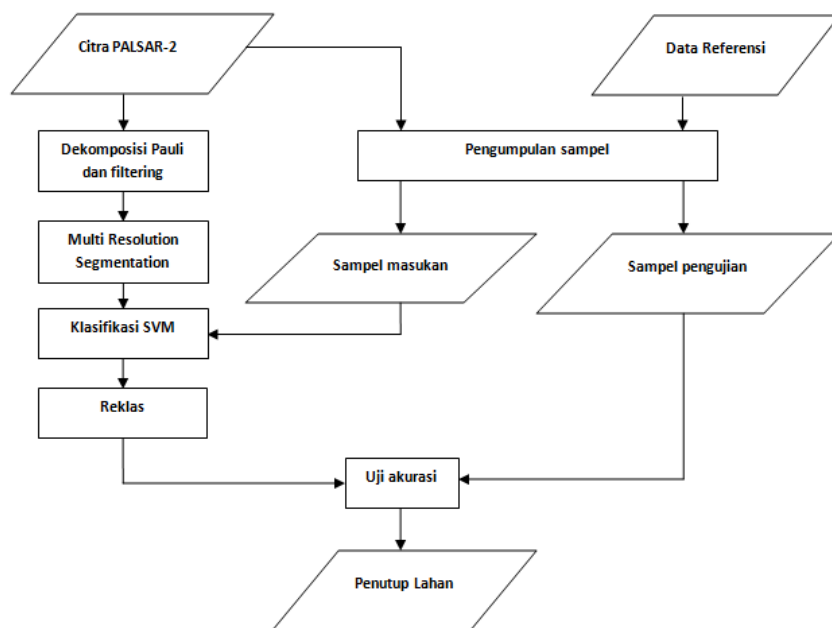 Citra PALSAR-2
Data Referensi
Dekomposisi Pauli
dan filtering
Pengumpulan sampel
Multi Resolution
Segmentation
Sampel masukan
Sampel pengujian
Klasifikasi SVM
Reklas
Uji akurasi
Penutup Lahan